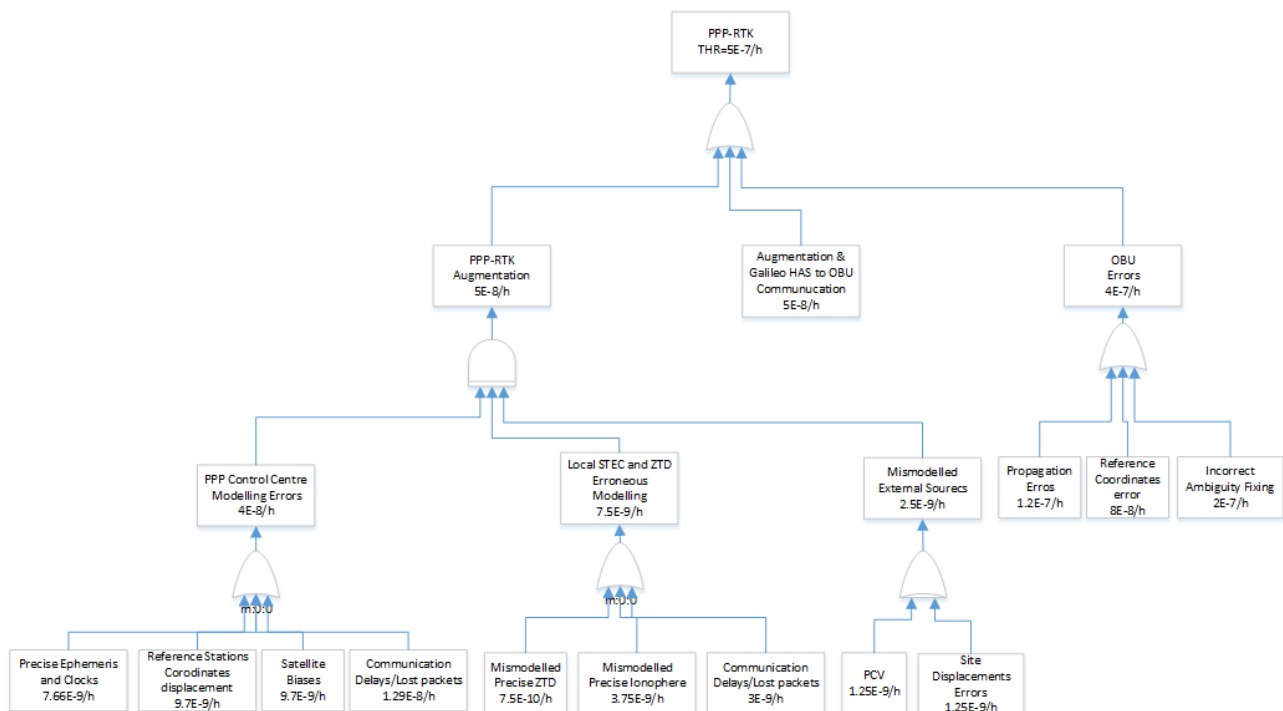 PPP-RTK
THR=5E-7/h
PPP-RTK
Augmentation
5E-8/h
Augmentation &
Galileo HAS to OBU
Communucation
5E-8/h
OBU
Errors
4E-7/h
PPP Control Centre
Modelling Errors
4E-8/h
Local STEC and ZTD
Erroneous
Modelling
7.5E-9/h
Mismodelled
External Sourecs
2.5E-9/h
Propagation
Erros
1.2E-7/h
Reference
Coordinates
error
8E-8/h
Incorrect
Ambiguity Fixing
2E-7/h
m:0:0
m:0:0
Precise Ephemeris
and Clocks
7.66E-9/h
Reference Stations
Corodinates
displacement
9.7E-9/h
Satellite
Biases
9.7E-9/h
Communication
Delays/Lost packets
1.29E-8/h
Mismodelled
Precise ZTD
7.5E-10/h
Mismodelled
Precise Ionophere
3.75E-9/h
Communication
Delays/Lost packets
3E-9/h
PCV
1.25E-9/h
Site
Displacements
Errors
1.25E-9/h